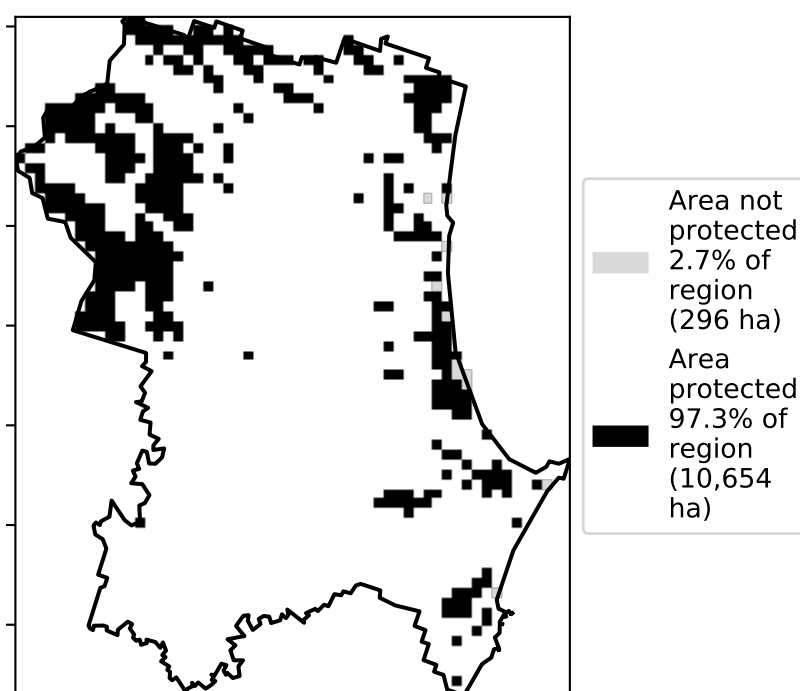 Area not
protected
2.7% of
region
(296 ha)
Area
protected
97.3% of
region
(10,654
ha)